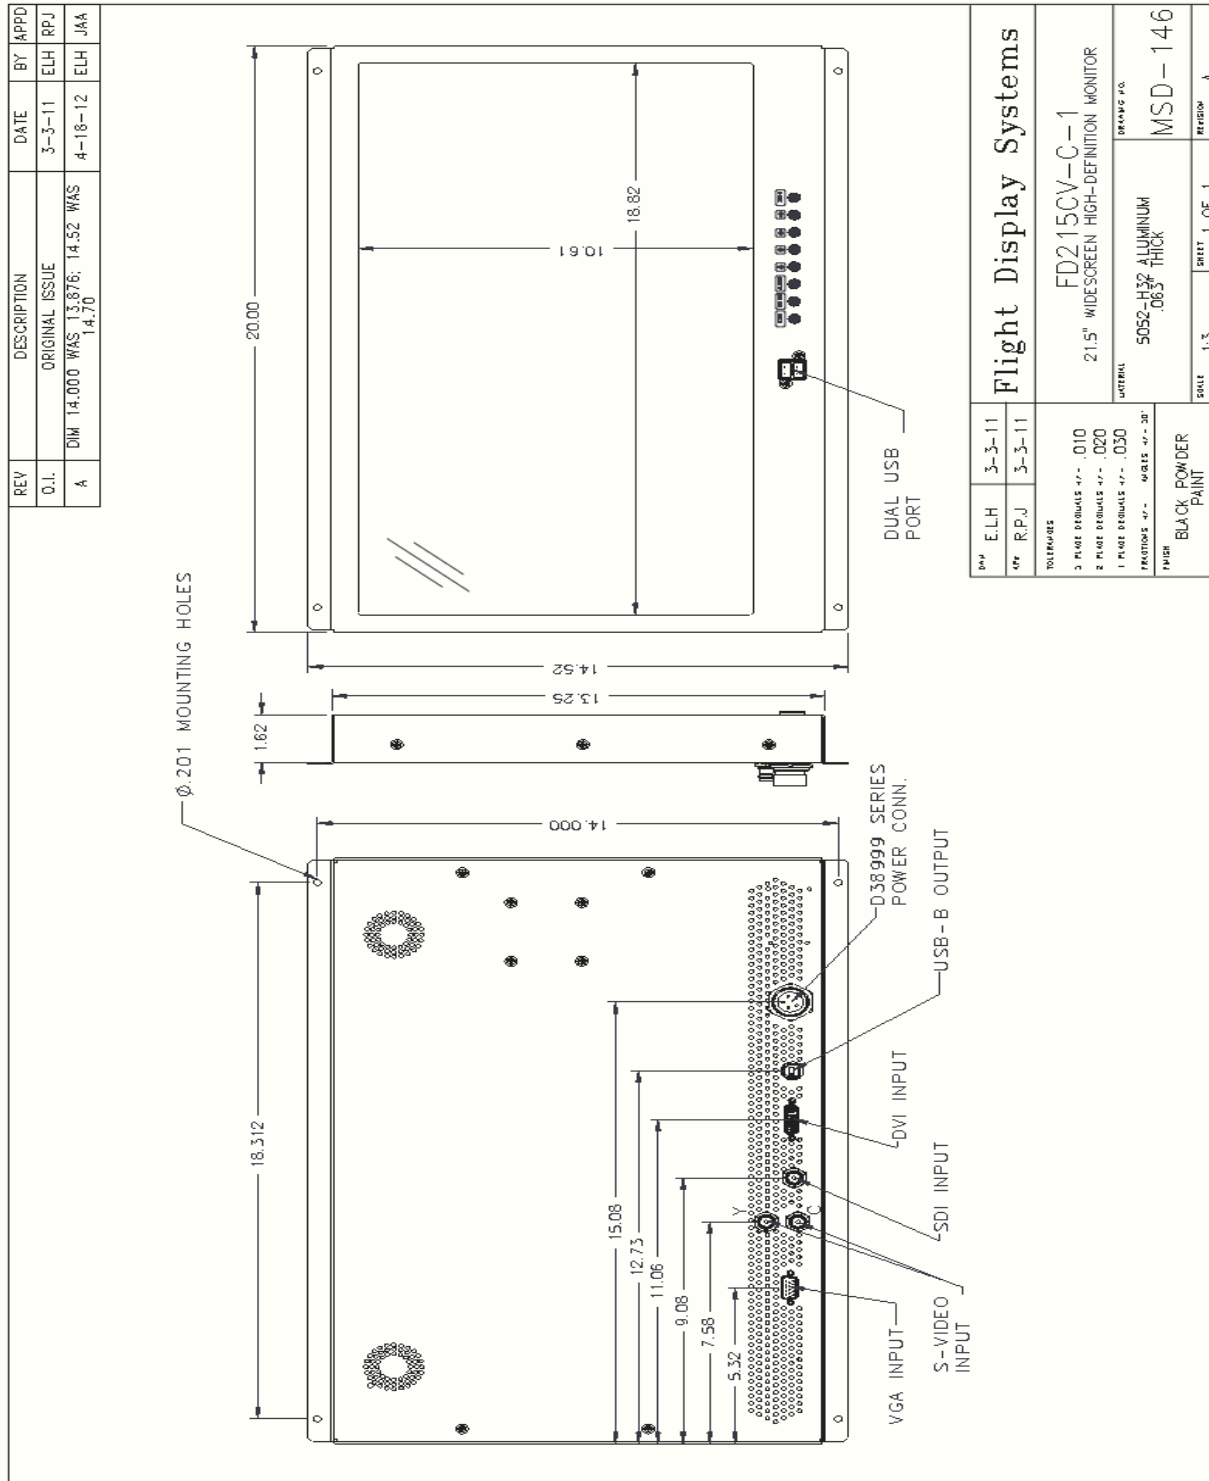 REV DESCRIPTION DATE BY APPD
O.I. ORIGINAL ISSUE 3-3-11 ELH RPJ
A DIM 14.000 WAS 13.876; 14.52 WAS 14.70 4-18-12 ELH JAA
20.00
18.82
10.61
DUAL USB
PORT
14.52
13.25
1.62
Ø.201 MOUNTING HOLES
14.000
18.312
15.08
12.73
11.06
9.08
7.58
5.32
Y
C
D38999 SERIES
POWER CONN.
USB-B OUTPUT
DVI INPUT
SDI INPUT
S-VIDEO
INPUT
VGA INPUT
E.L.H 3-3-11
R.P.J 3-3-11
Flight Display Systems
FD215CV-C-1
21.5" WIDESCREEN HIGH-DEFINITION MONITOR
TOLERANCES
3 PLACE DECIMALS +/- .010
2 PLACE DECIMALS +/- .020
1 PLACE DECIMALS +/- .030
FRACTIONS +/- ANGLES +/- 30'
FINISH
BLACK POWDER
PAINT
MATERIAL
5052-H32 ALUMINUM
.063" THICK
DRAWING NO.
MSD-146
SCALE 1:3
SHEET 1 OF 1
REVISION A